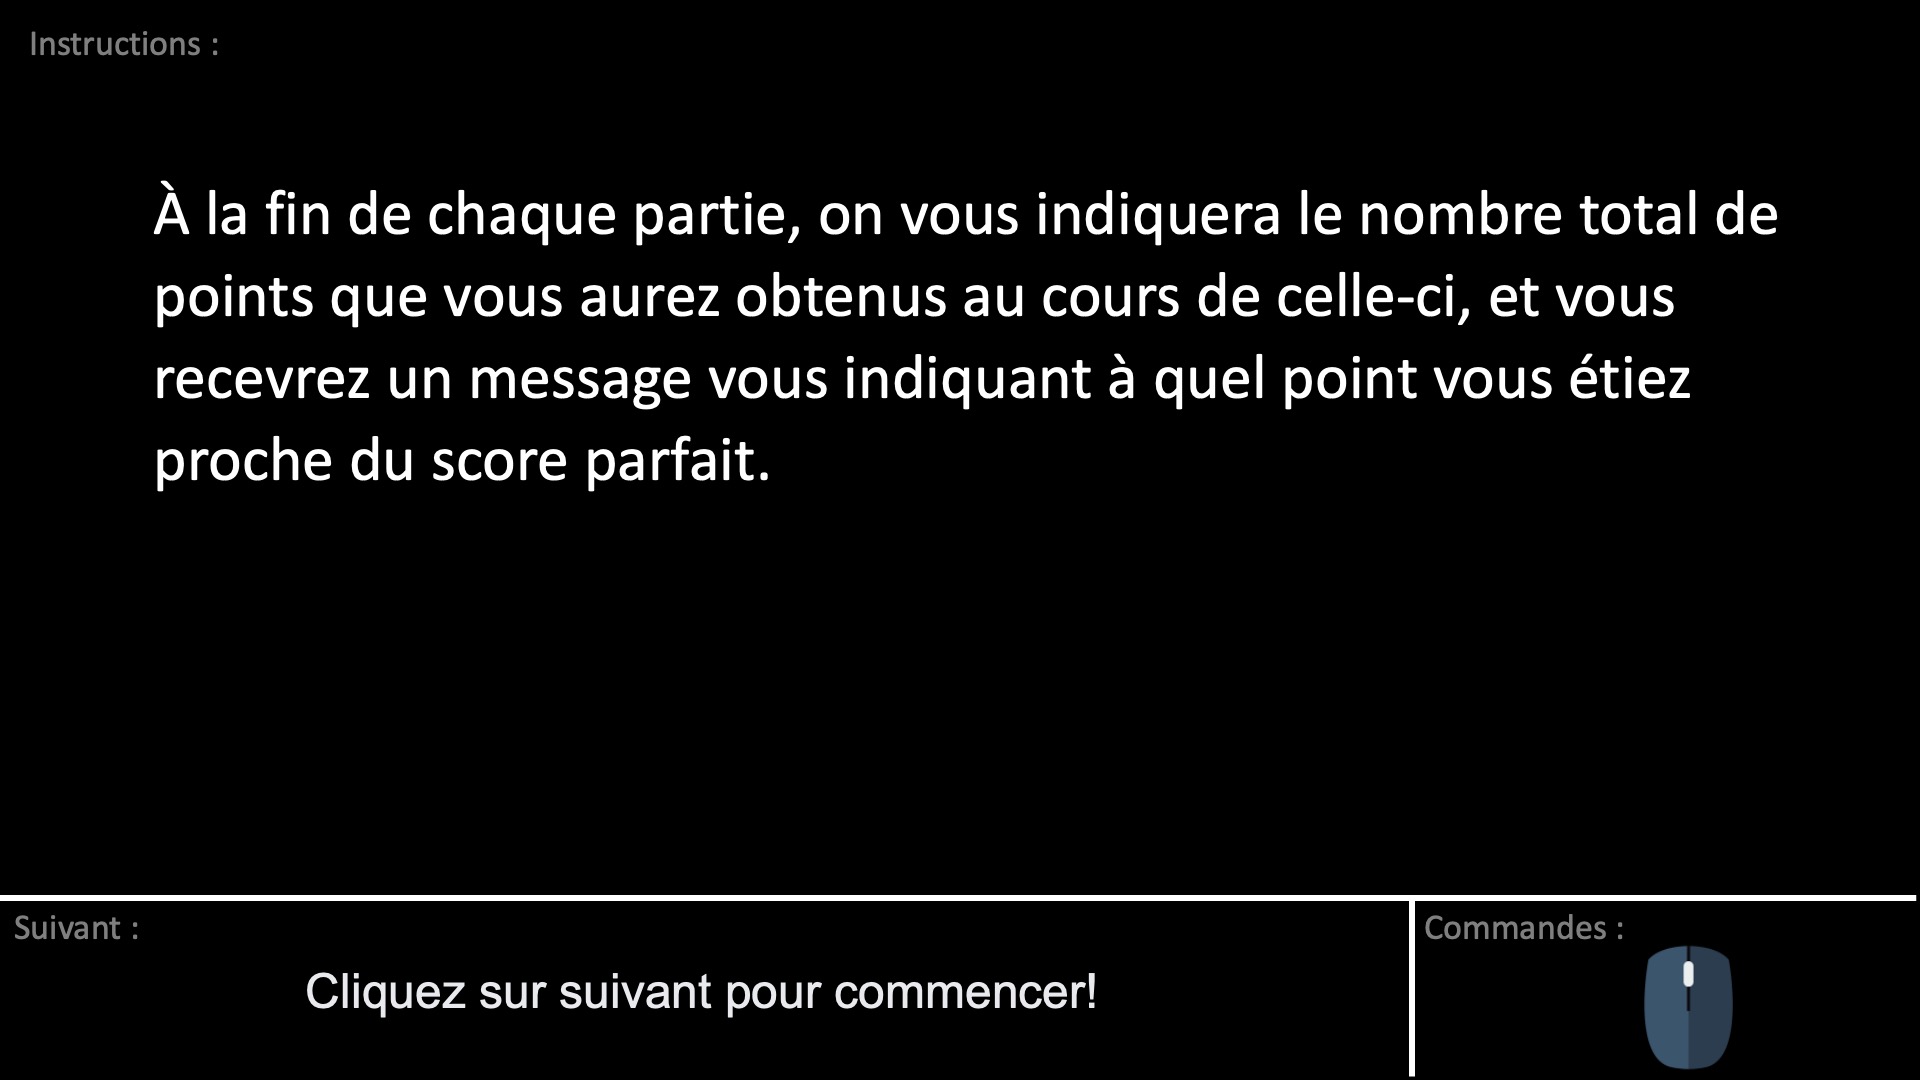 Instructions :
À la fin de chaque partie, on vous indiquera le nombre total de
points que vous aurez obtenus au cours de celle-ci, et vous
recevrez un message vous indiquant à quel point vous étiez
proche du score parfait.
Suivant :
Cliquez sur suivant pour commencer!
Commandes :